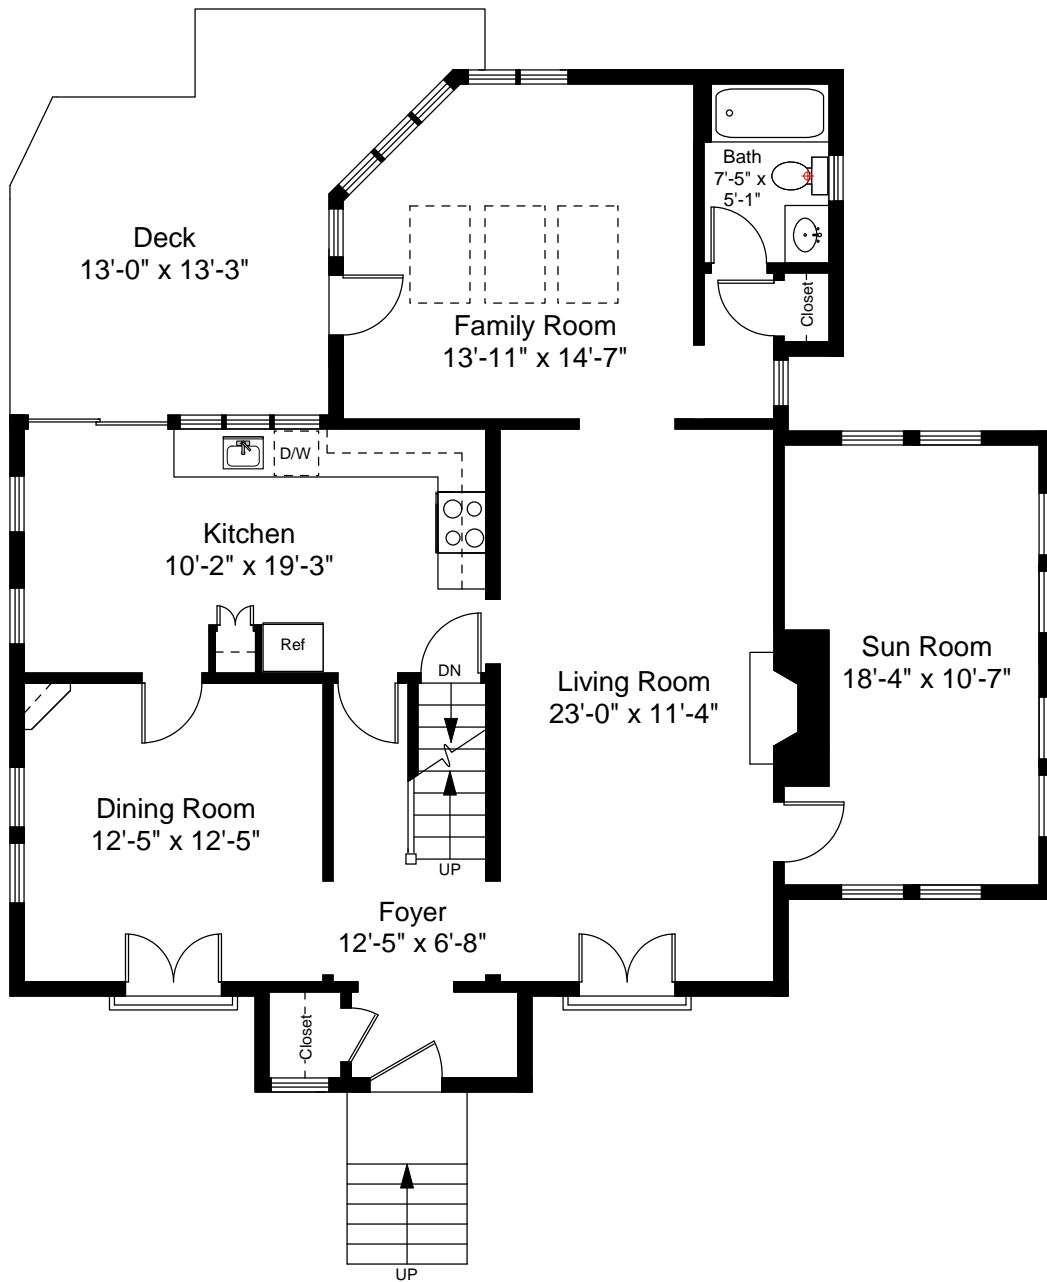 Bath
7'-5" x
5'-1"
Deck
13'-0" x 13'-3"
Closet
Family Room
13'-11" x 14'-7"
D/W
Kitchen
10'-2" x 19'-3"
Ref
DN
Sun Room
18'-4" x 10'-7"
Living Room
23'-0" x 11'-4"
Dining Room
12'-5" x 12'-5"
UP
Foyer
12'-5" x 6'-8"
Closet
UP